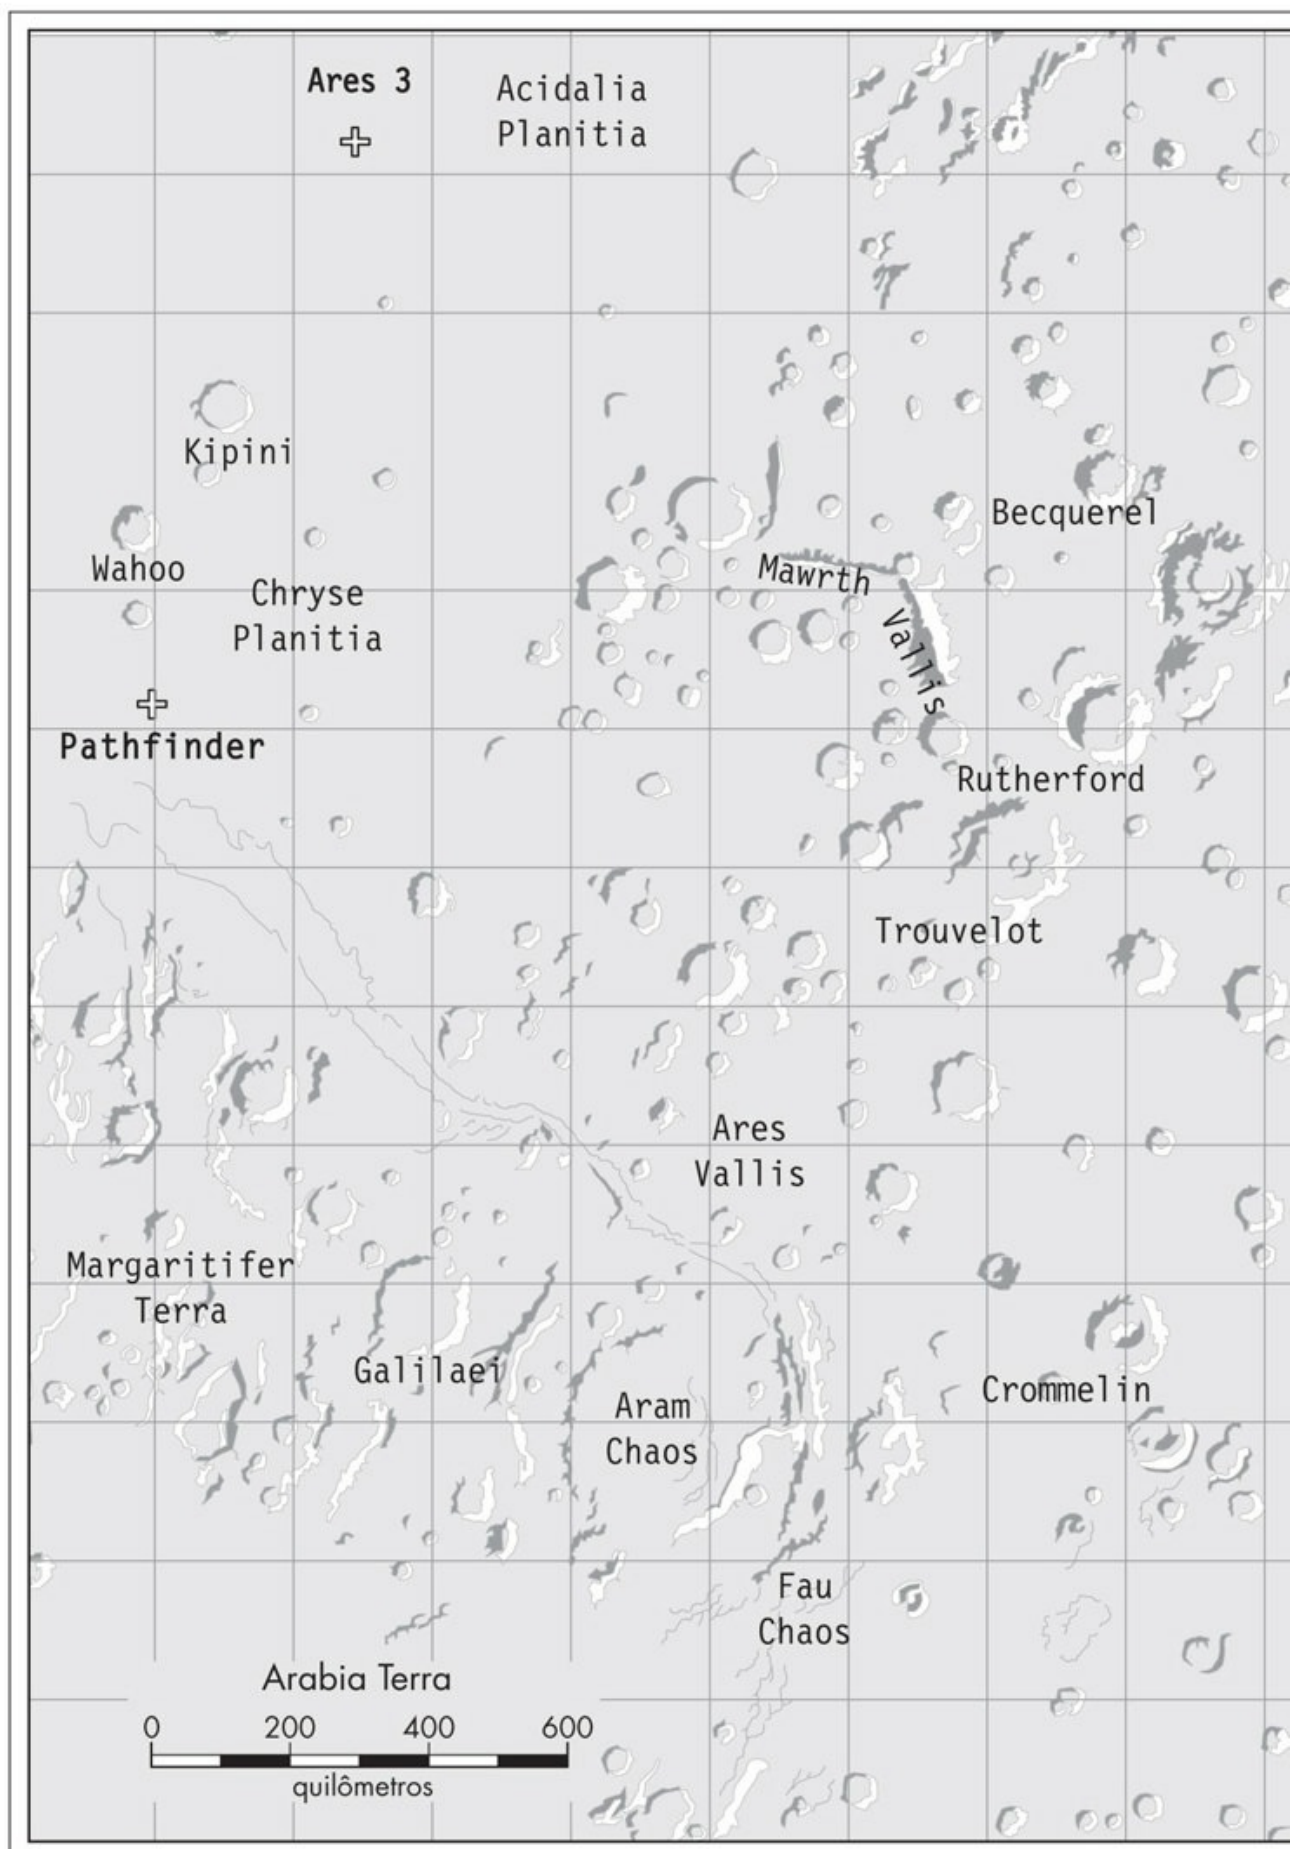 Ares 3
Acidalia
Planitia
Kipini
Becquerel
Wahoo
Mawrth
Vallis
Chryse
Planitia
Pathfinder
Rutherford
Trouvelot
Ares
Vallis
Margaritifer
Terra
Galilaei
Crommelin
Aram
Chaos
Fau
Chaos
Arabia Terra
0 200 400 600
quilômetros